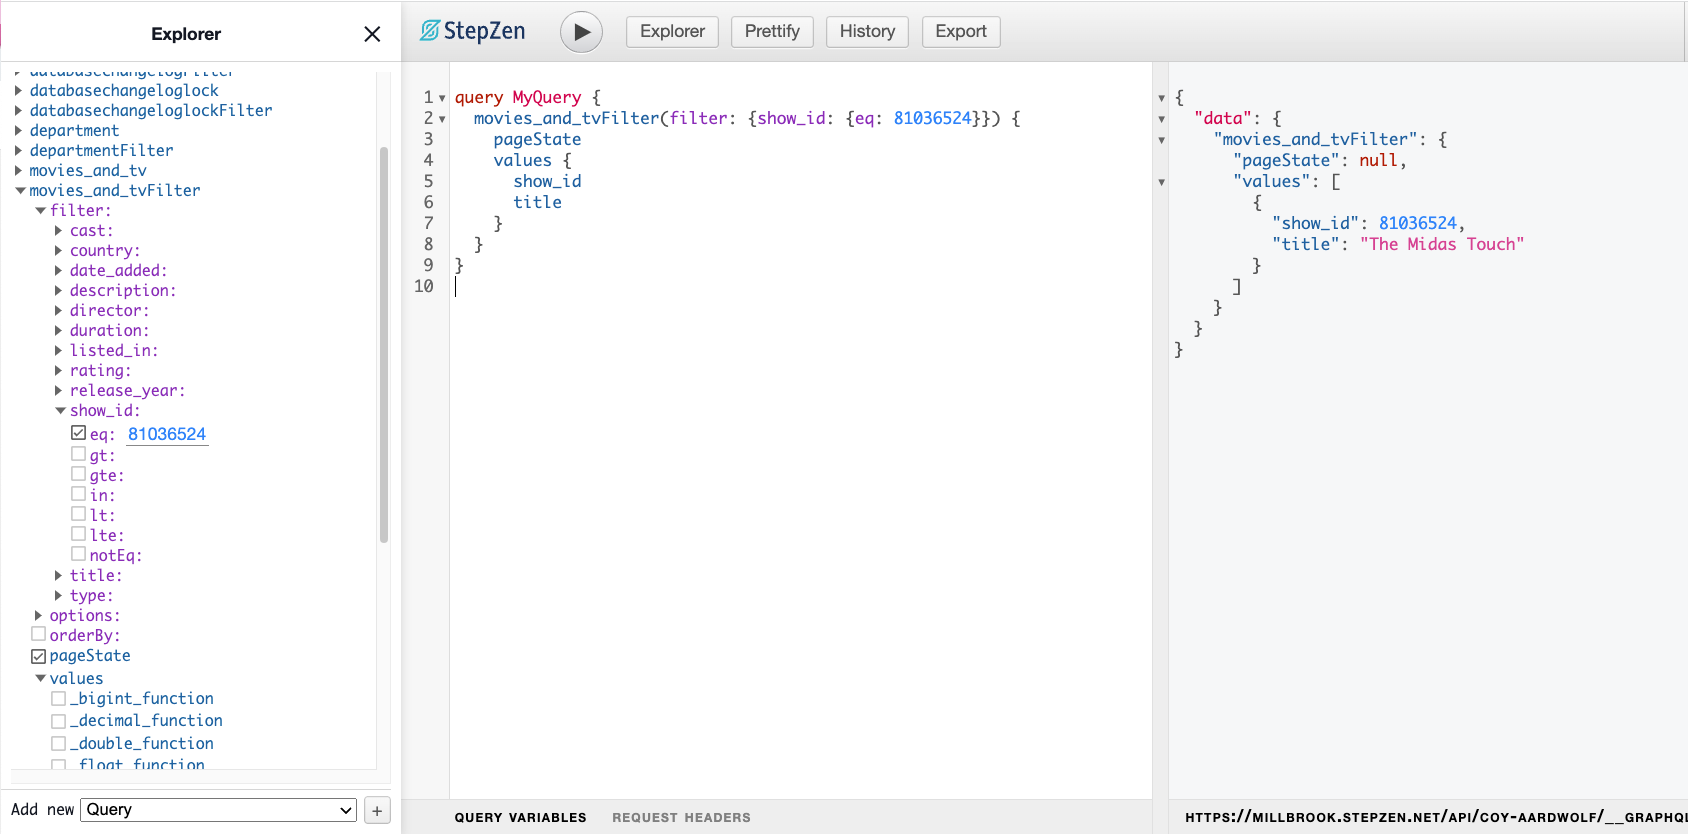 Explorer
databasechangelogFilter
databasechangeloglock
databasechangeloglockFilter
department
departmentFilter
movies_and_tv
movies_and_tvFilter
filter:
cast:
country:
date_added:
description:
director:
duration:
listed_in:
rating:
release_year:
show_id:
eq: 81036524
gt:
gte:
in:
lt:
lte:
notEq:
title:
type:
options:
orderBy:
pageState
values
_bigint_function
_decimal_function
_double_function
_float_function
Add new Query +
StepZen Explorer Prettify History Export
1 query MyQuery {
2 movies_and_tvFilter(filter: {show_id: {eq: 81036524}}) {
3 pageState
4 values {
5 show_id
6 title
7 }
8 }
9 }
10
QUERY VARIABLES REQUEST HEADERS
{
"data": {
"movies_and_tvFilter": {
"pageState": null,
"values": [
{
"show_id": 81036524,
"title": "The Midas Touch"
}
]
}
}
}
HTTPS://MILLBROOK.STEPZEN.NET/API/COY-AARDWOLF/__GRAPHQL